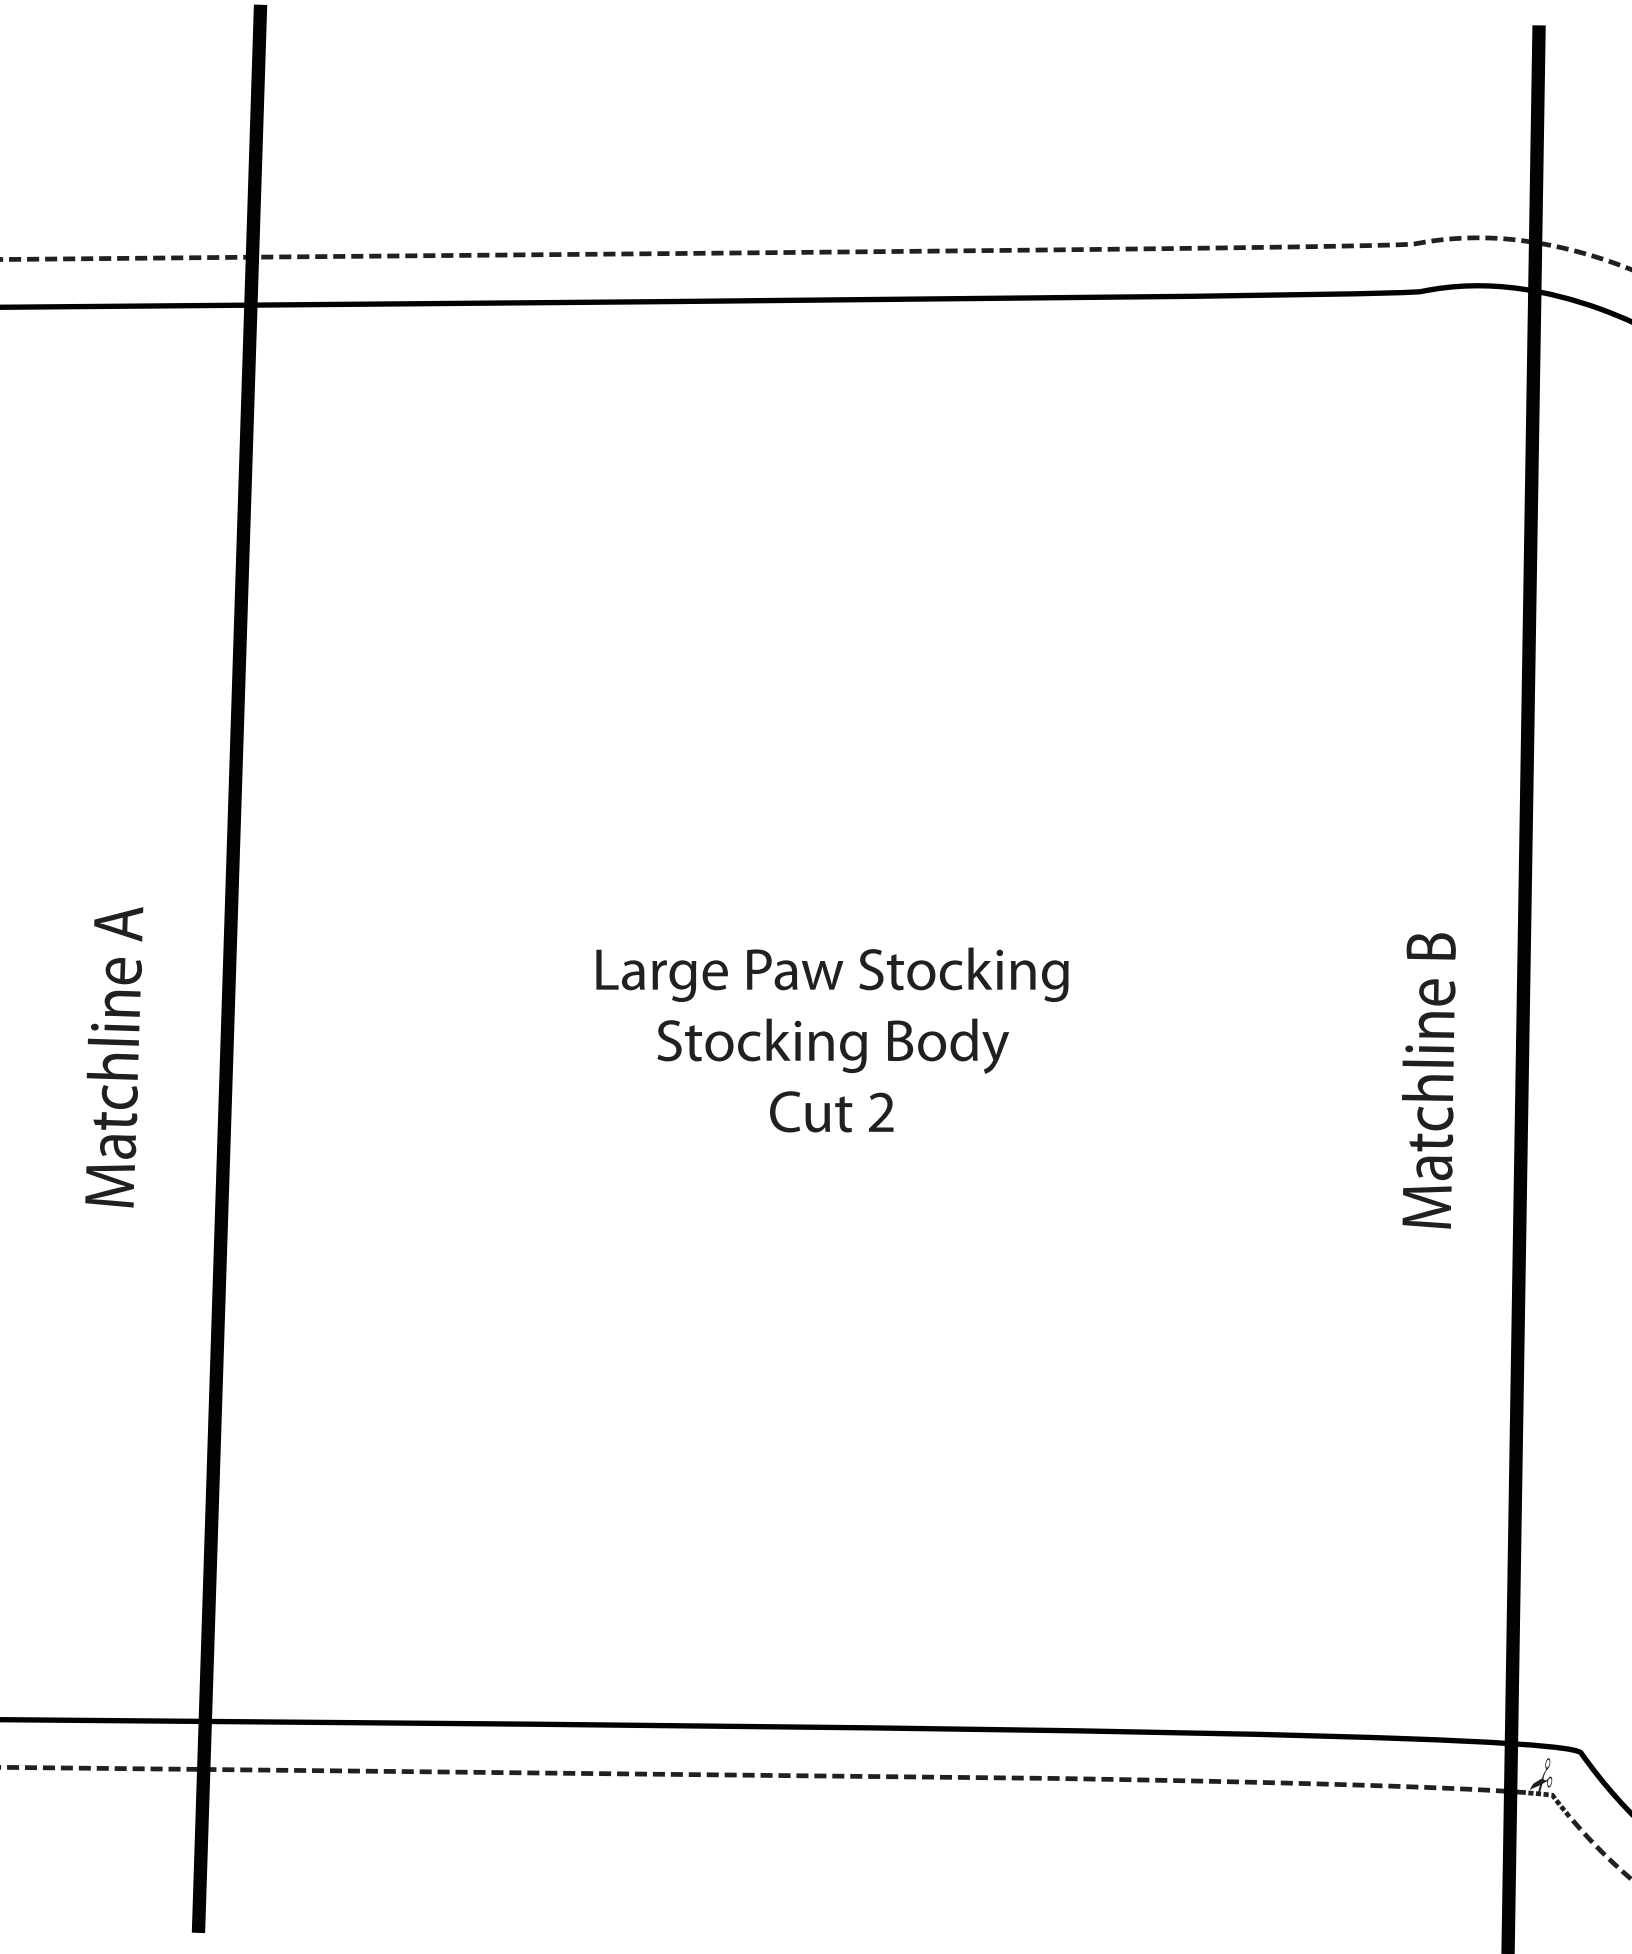 Matchline A
Large Paw Stocking
Stocking Body
Cut 2
Matchline B